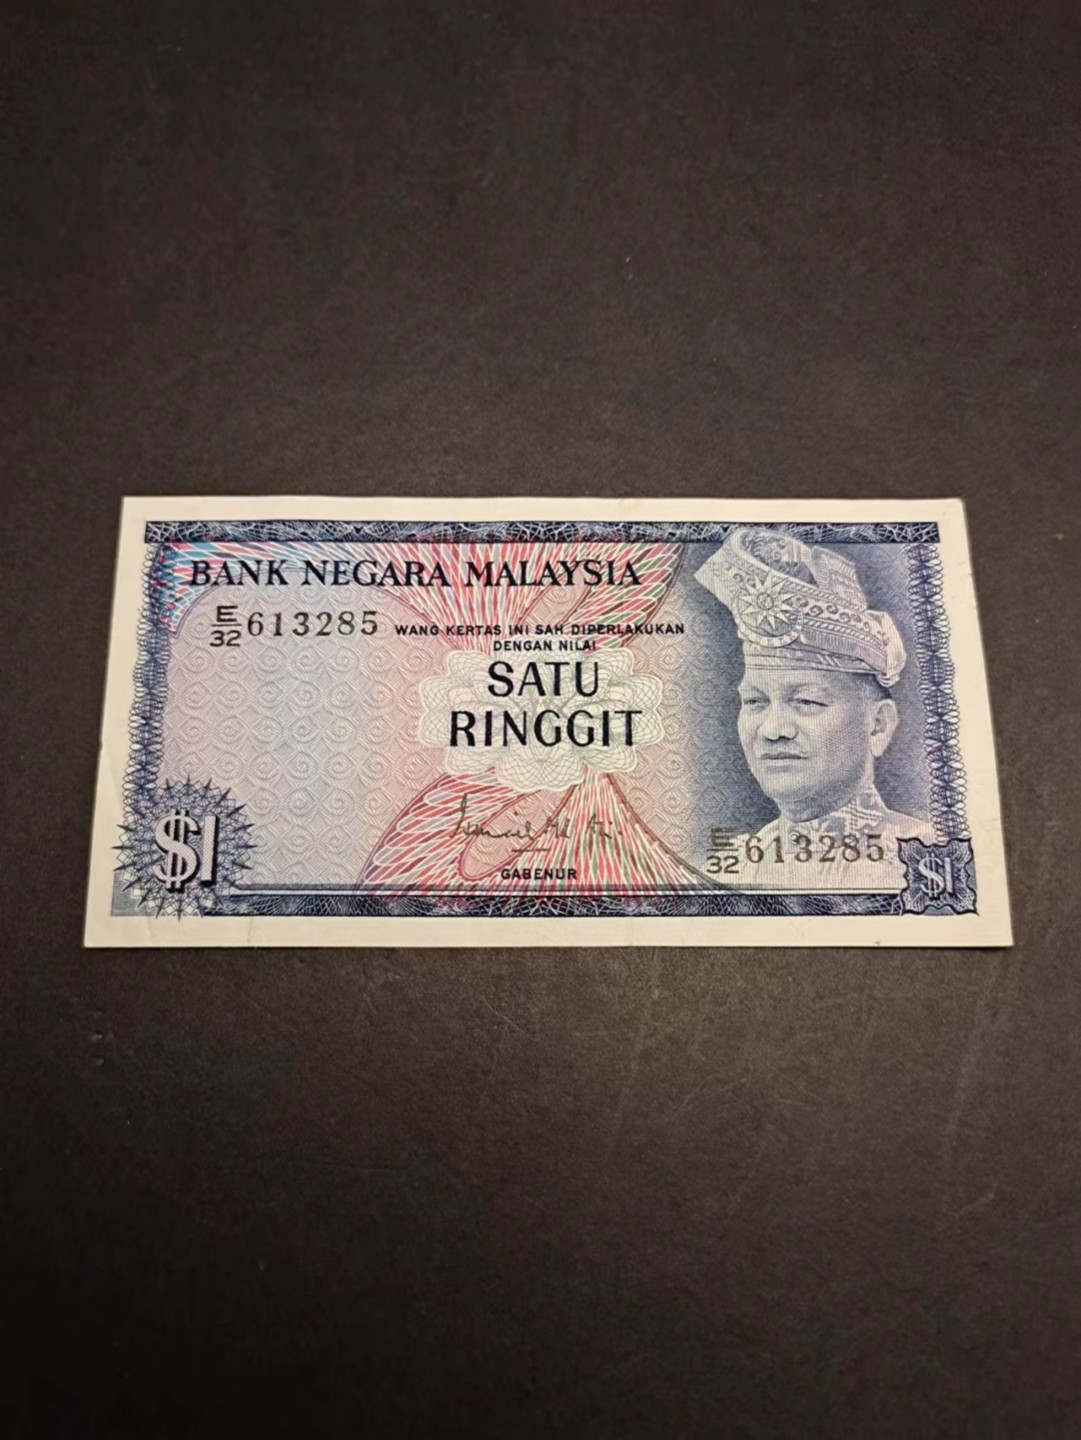 BANK NEGARA MALAYSIA
E/32 613285
WANG KERTAS INI SAH DIPERLAKUKAN
DENGAN NILAI
SATU
RINGGIT
GABENUR
E/32 613285
$1
$1